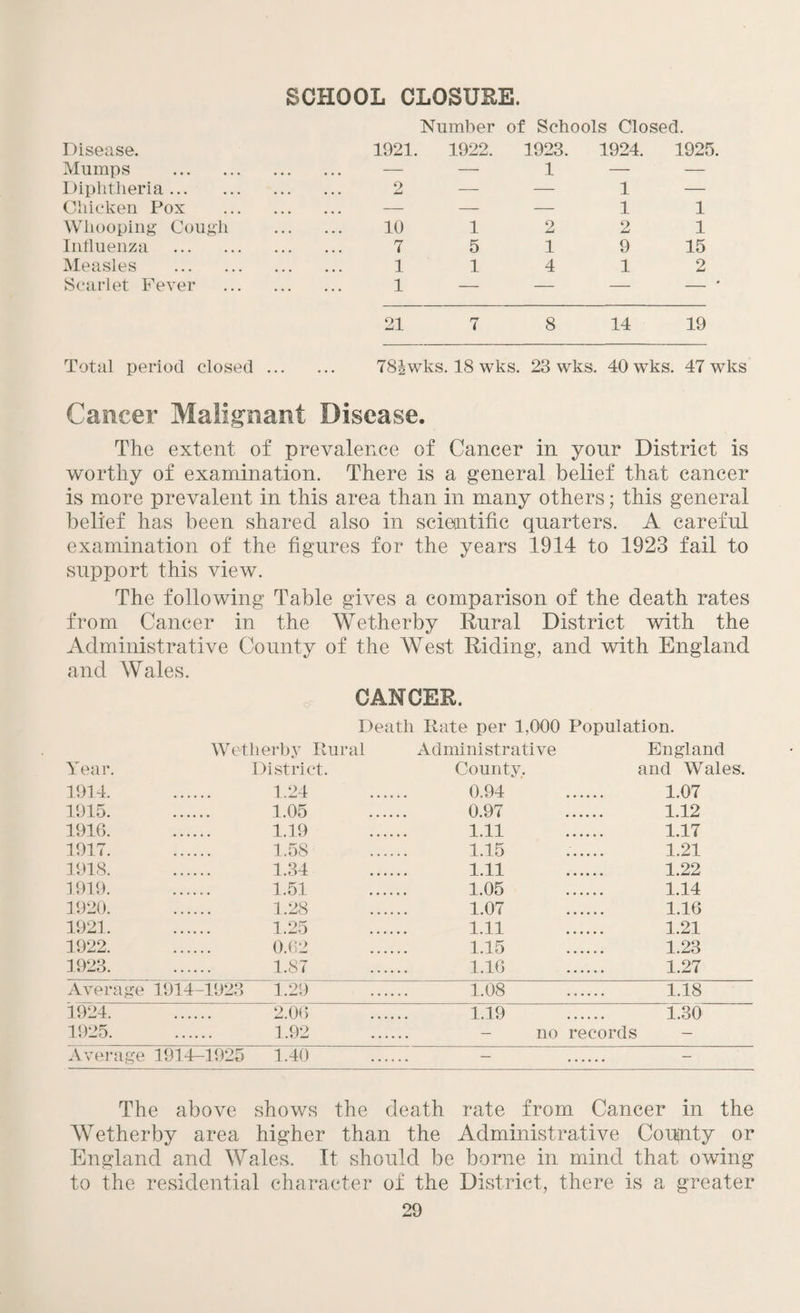 SCHOOL CLOSURE.
Number of Schools Closed.
Disease. 1921. 1922. 1923. 1924. 1925.
Mumps ... ... ... ... — — 1 — —
Diphtheria ... ... ... ... 2 — — 1 —
Chicken Pox ... ... ... — — — 1 1
Whooping Cough ... ... 10 1 2 2 1
Influenza ... ... ... ... 7 5 1 9 15
Measles ... ... ... ... 1 1 4 1 2
Scarlet Fever ... ... ... 1 — — — —
21 7 8 14 19
Total period closed ... ... 78½wks. 18 wks. 23 wks. 40 wks. 47 wks
Cancer Malignant Disease.
The extent of prevalence of Cancer in your District is
worthy of examination. There is a general belief that cancer
is more prevalent in this area than in many others; this general
belief has been shared also in scientific quarters. A careful
examination of the figures for the years 1914 to 1923 fail to
support this view.
The following Table gives a comparison of the death rates
from Cancer in the Wetherby Rural District with the
Administrative County of the West Riding, and with England
and Wales.
CANCER.
Death Rate per 1,000 Population.
Wetherby Rural Administrative England
Year. District. County. and Wales.
1914. ...... 1.24 ...... 0.94 ...... 1.07
1915. ...... 1.05 ...... 0.97 ...... 1.12
1916. ...... 1.19 ...... 1.11 ...... 1.17
1917. ...... 1.58 ...... 1.15 ...... 1.21
1918. ...... 1.34 ...... 1.11 ...... 1.22
1919. ...... 1.51 ...... 1.05 ...... 1.14
1920. ...... 1.28 ...... 1.07 ...... 1.16
1921. ...... 1.25 ...... 1.11 ...... 1.21
1922. ...... 0.62 ...... 1.15 ...... 1.23
1923. ...... 1.87 ...... 1.16 ...... 1.27
Average 1914-1923 1.29 ...... 1.08 ...... 1.18
1924. ...... 2.06 ...... 1.19 ...... 1.30
1925. ...... 1.92 ...... – no records –
Average 1914-1925 1.40 ...... – ...... –
The above shows the death rate from Cancer in the
Wetherby area higher than the Administrative County or
England and Wales. It should be borne in mind that owing
to the residential character of the District, there is a greater
29